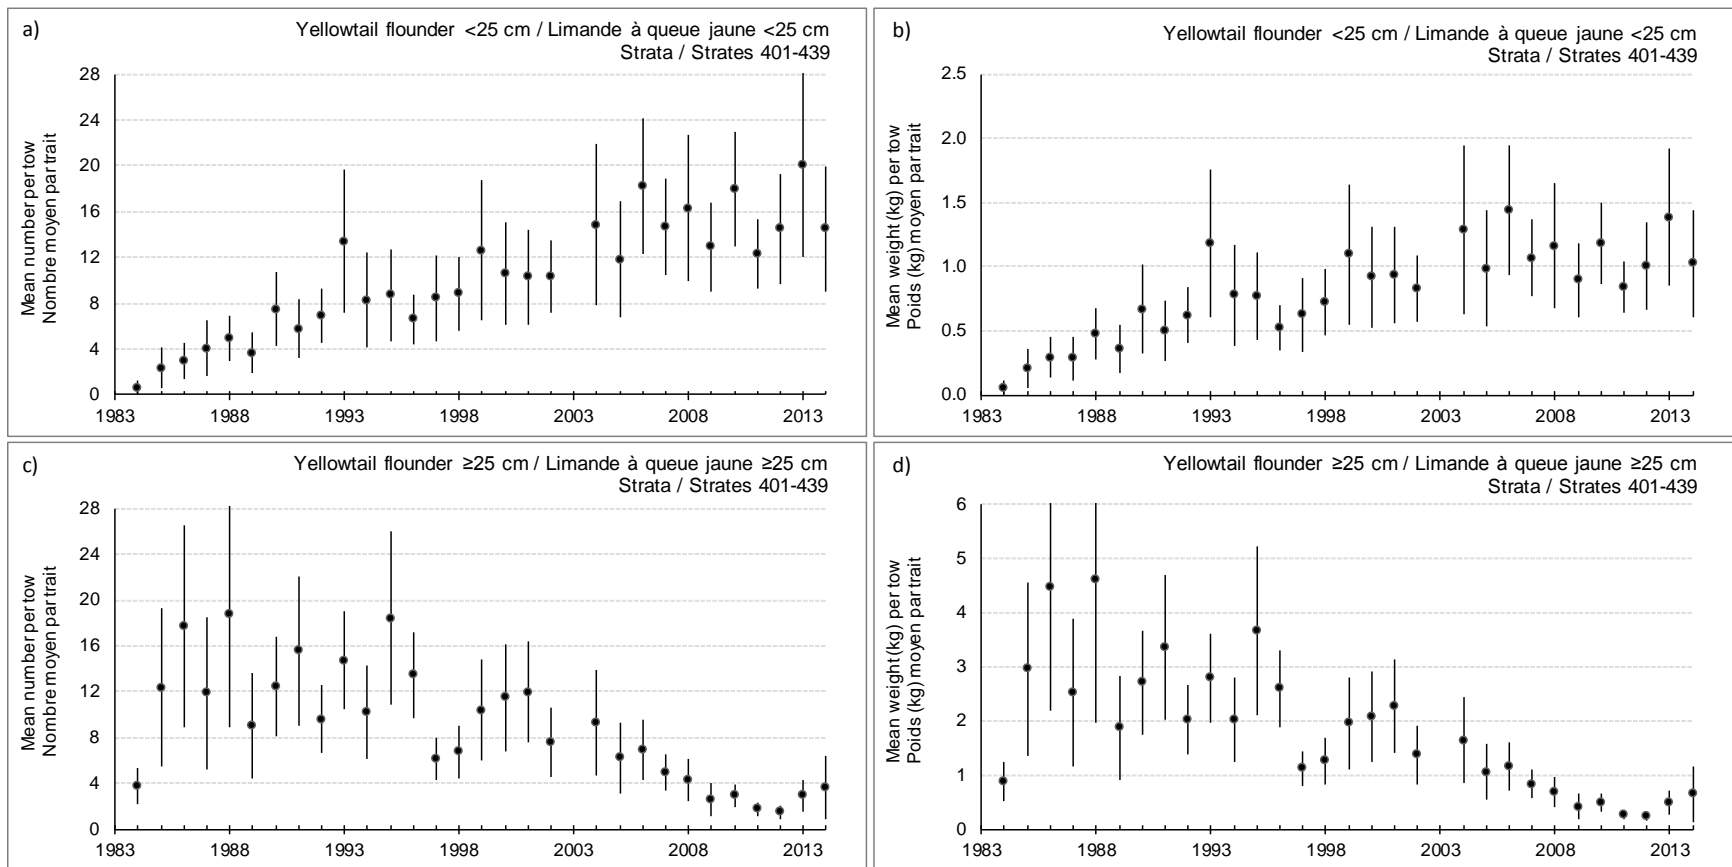 a)
Yellowtail flounder <25 cm / Limande à queue jaune <25 cm
Strata / Strates 401-439
Mean number per tow
Nombre moyen par trait
28
24
20
16
12
8
4
0
1983 1988 1993 1998 2003 2008 2013
b)
Yellowtail flounder <25 cm / Limande à queue jaune <25 cm
Strata / Strates 401-439
Mean weight (kg) per tow
Poids (kg) moyen par trait
2.5
2.0
1.5
1.0
0.5
0.0
1983 1988 1993 1998 2003 2008 2013
c)
Yellowtail flounder ≥25 cm / Limande à queue jaune ≥25 cm
Strata / Strates 401-439
Mean number per tow
Nombre moyen par trait
28
24
20
16
12
8
4
0
1983 1988 1993 1998 2003 2008 2013
d)
Yellowtail flounder ≥25 cm / Limande à queue jaune ≥25 cm
Strata / Strates 401-439
Mean weight (kg) per tow
Poids (kg) moyen par trait
6
5
4
3
2
1
0
1983 1988 1993 1998 2003 2008 2013